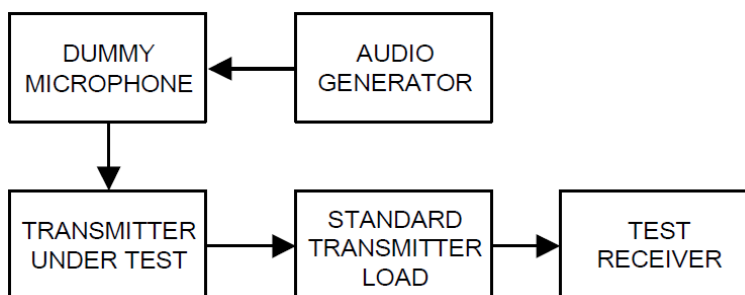 DUMMY
MICROPHONE
AUDIO
GENERATOR
TRANSMITTER
UNDER TEST
STANDARD
TRANSMITTER
LOAD
TEST
RECEIVER